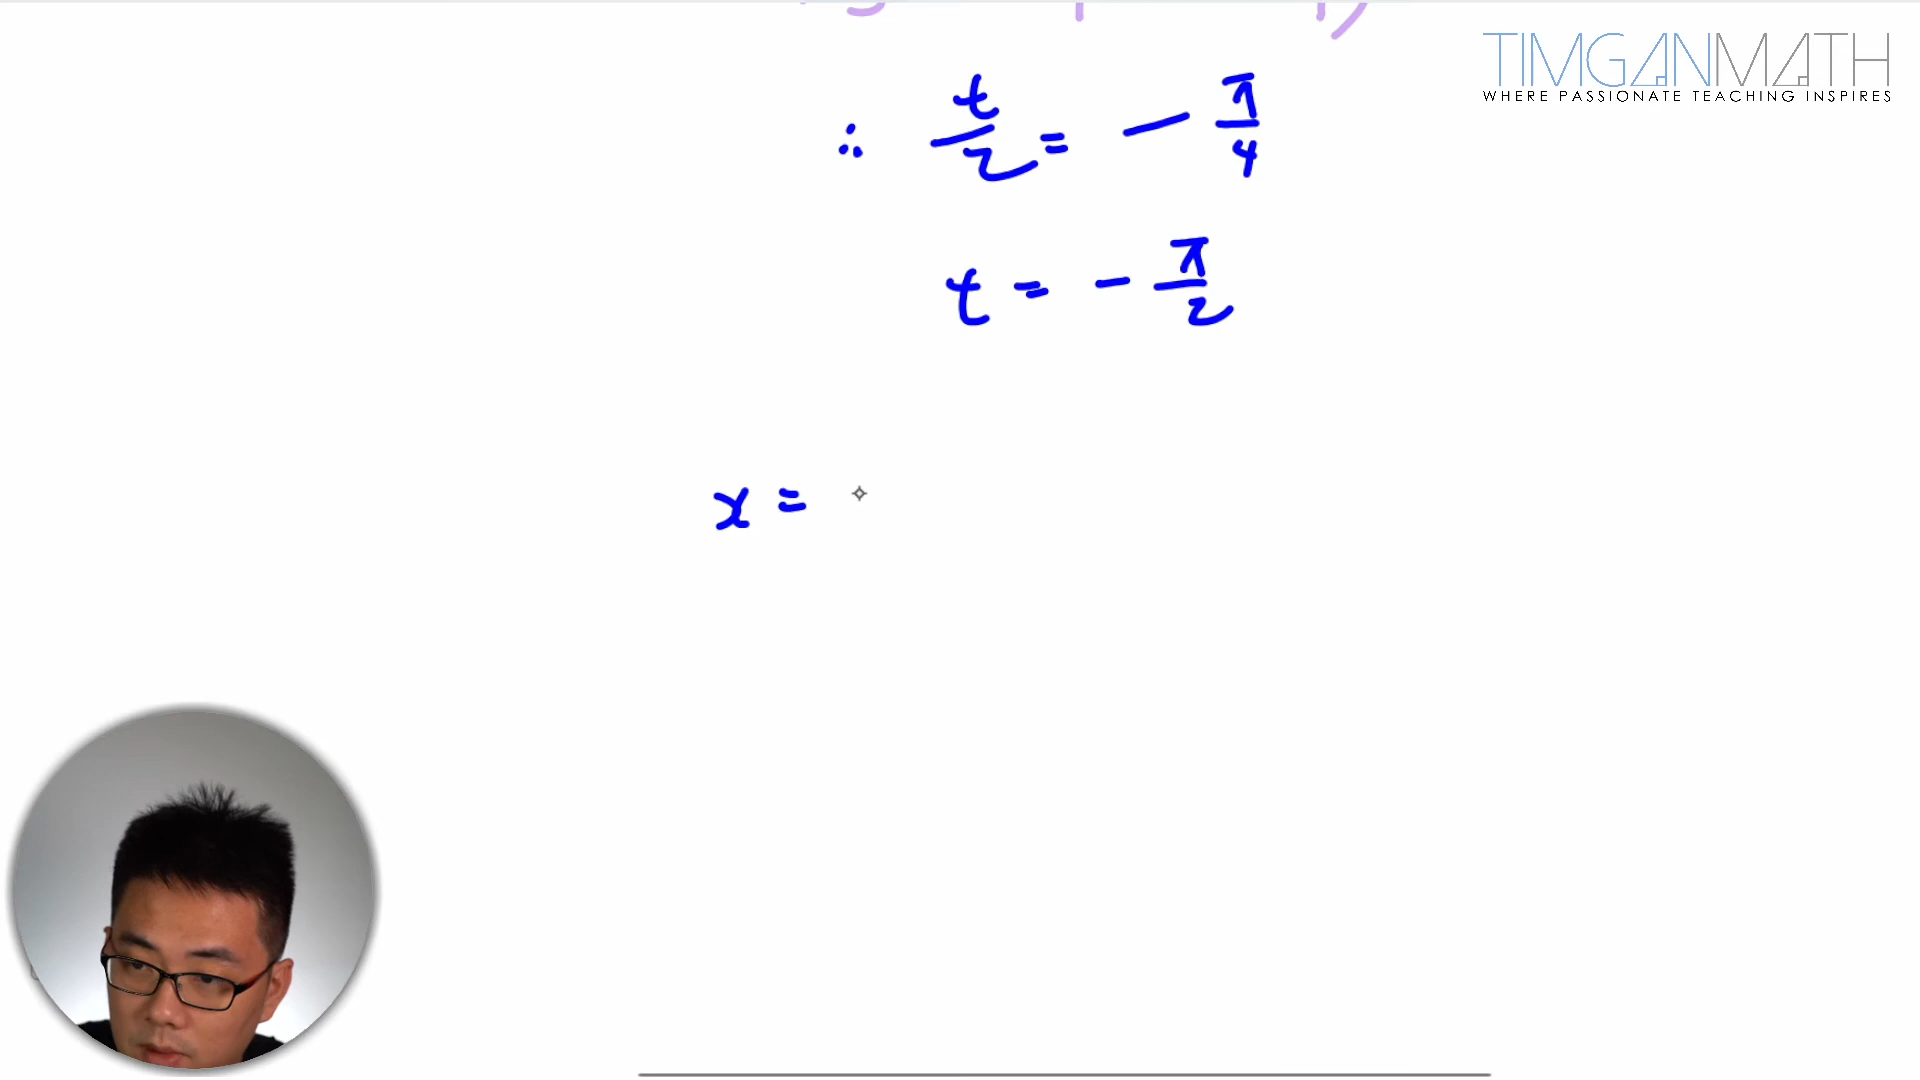 TIMGANMATH
WHERE PASSIONATE TEACHING INSPIRES
∴ t/2 = - π/4
t = - π/2
x =